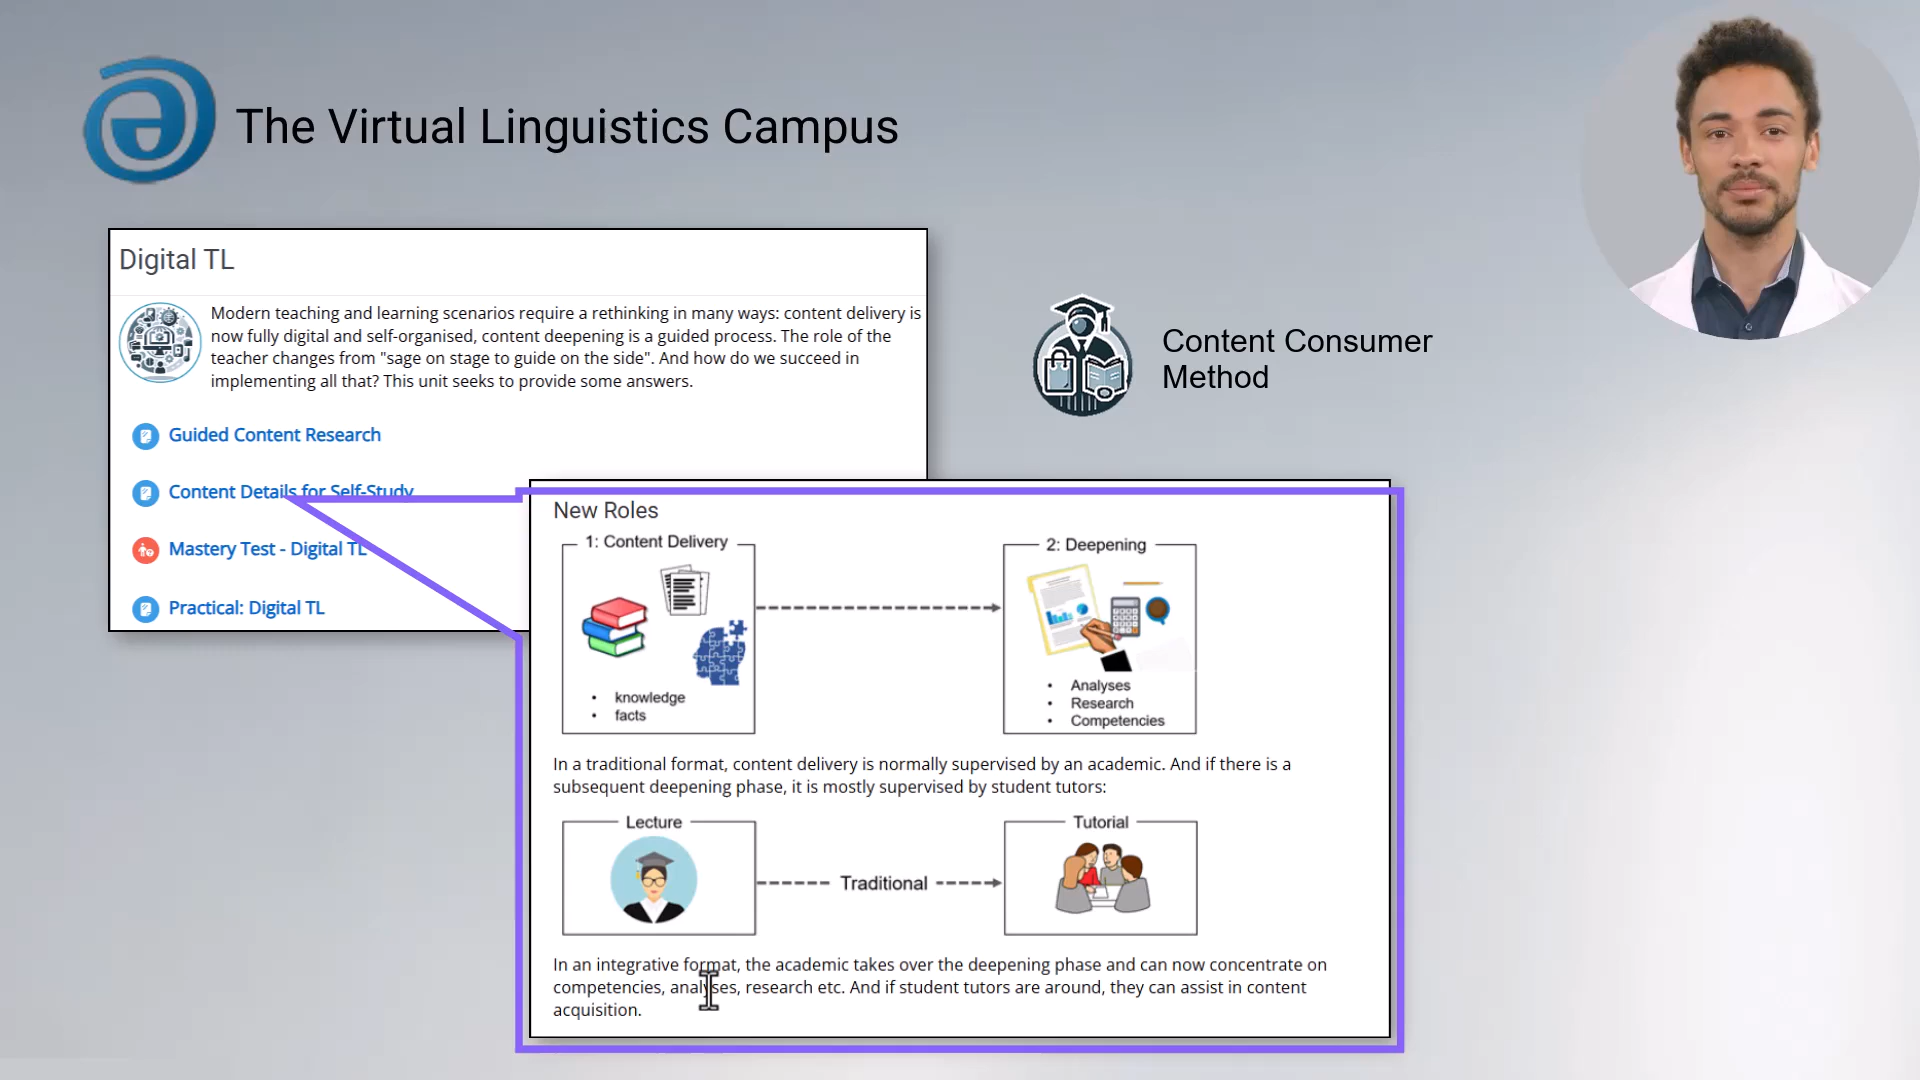 The Virtual Linguistics Campus
Digital TL
Modern teaching and learning scenarios require a rethinking in many ways: content delivery is
now fully digital and self-organised, content deepening is a guided process. The role of the
teacher changes from "sage on stage to guide on the side". And how do we succeed in
implementing all that? This unit seeks to provide some answers.
Guided Content Research
Content Details for Self-Study
Mastery Test - Digital TL
Practical: Digital TL
Content Consumer
Method
New Roles
1: Content Delivery
• knowledge
• facts
2: Deepening
• Analyses
• Research
• Competencies
In a traditional format, content delivery is normally supervised by an academic. And if there is a
subsequent deepening phase, it is mostly supervised by student tutors:
Lecture
Traditional
Tutorial
In an integrative format, the academic takes over the deepening phase and can now concentrate on
competencies, analyses, research etc. And if student tutors are around, they can assist in content
acquisition.